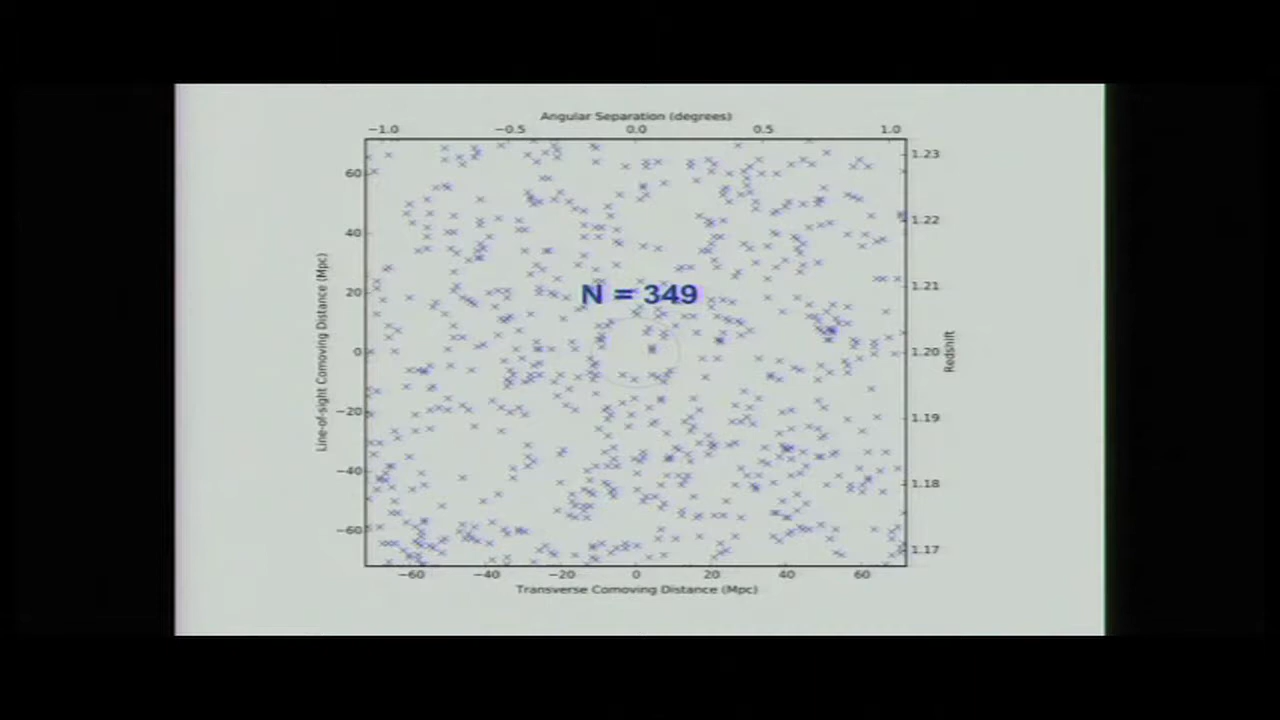 Angular Separation (degrees)
−1.0 −0.5 0.0 0.5 1.0
60
40
20
0
−20
−40
−60
Line-of-sight Comoving Distance (Mpc)
N = 349
1.23
1.22
1.21
1.20
1.19
1.18
1.17
Redshift
−60 −40 −20 0 20 40 60
Transverse Comoving Distance (Mpc)